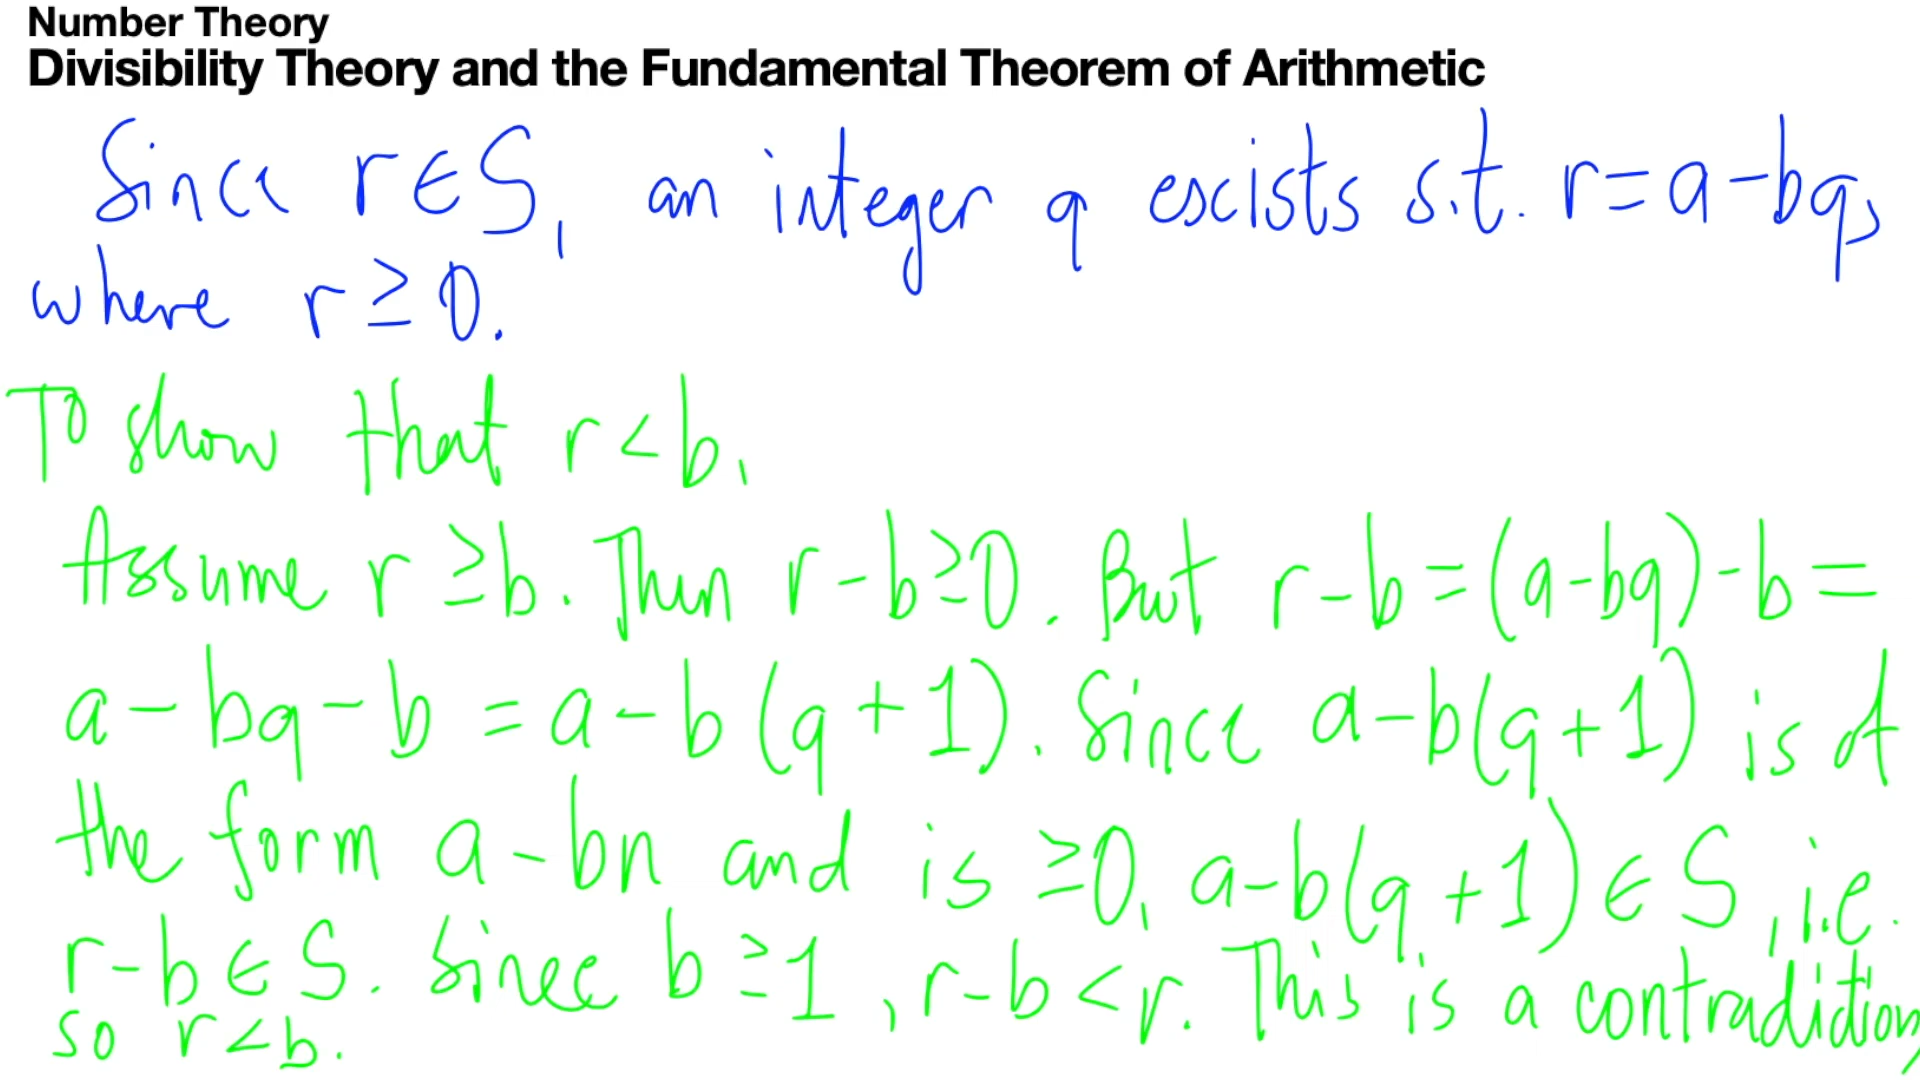 Number Theory
Divisibility Theory and the Fundamental Theorem of Arithmetic
Since r∈S, an integer q excists s.t. r=a-bq,
where r≥0.
To show that r<b,
Assume r≥b. Then r-b≥0. But r-b=(a-bq)-b=
a-bq-b=a-b(q+1). Since a-b(q+1) is of
the form a-bn and is ≥0, a-b(q+1)∈S, i.e.
r-b∈S. Since b≥1, r-b<r. This is a contradiction,
so r<b.